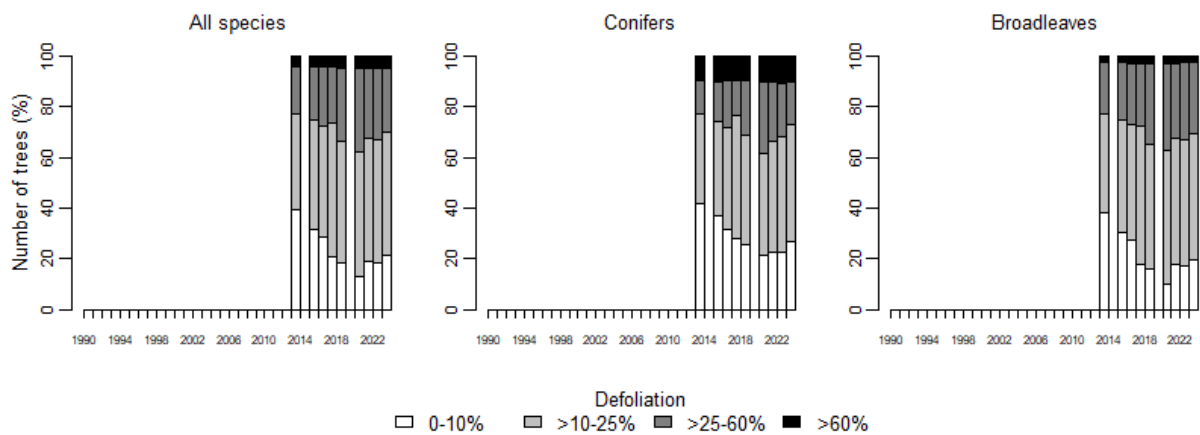 All species
Conifers
Broadleaves
Number of trees (%)
0 20 40 60 80 100
0 20 40 60 80 100
0 20 40 60 80 100
1990 1994 1998 2002 2006 2010 2014 2018 2022
1990 1994 1998 2002 2006 2010 2014 2018 2022
1990 1994 1998 2002 2006 2010 2014 2018 2022
Defoliation
0-10% >10-25% >25-60% >60%